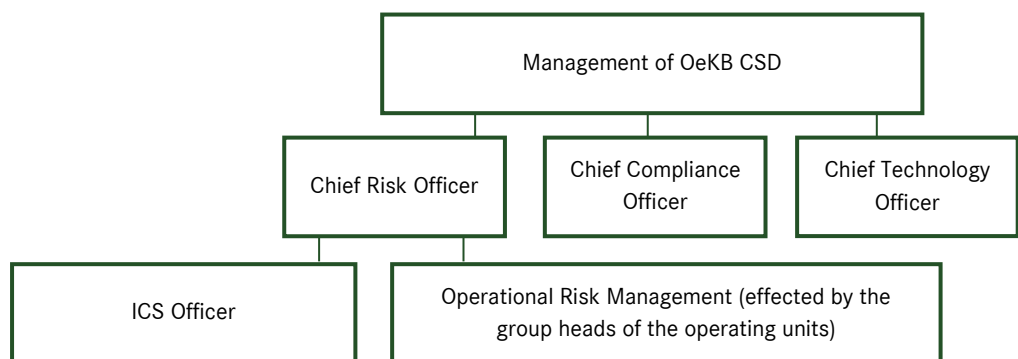 Management of OeKB CSD
Chief Risk Officer
Chief Compliance
Officer
Chief Technology
Officer
ICS Officer
Operational Risk Management (effected by the
group heads of the operating units)